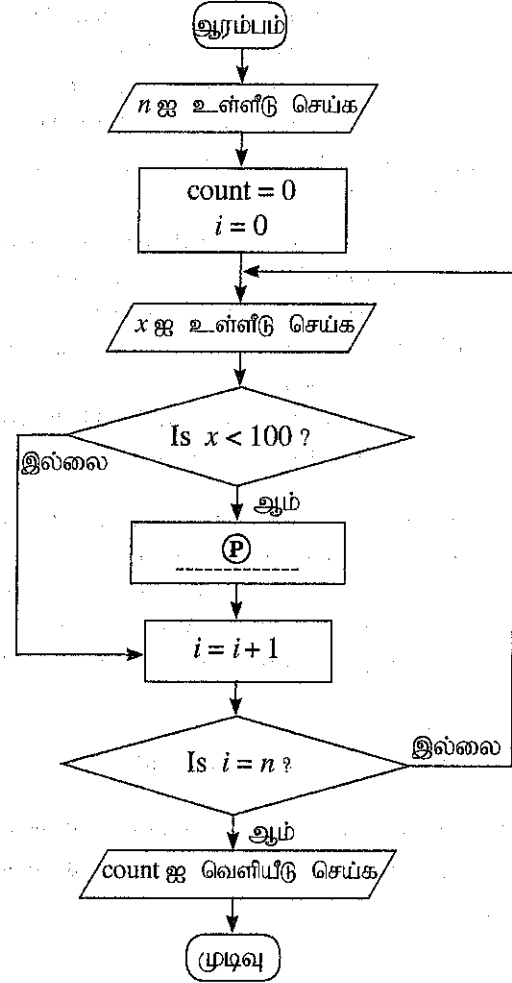 ஆரம்பம்
n ஐ உள்ளீடு செய்க
count = 0
i = 0
x ஐ உள்ளீடு செய்க
Is x < 100 ?
இல்லை
ஆம்
P
i = i + 1
Is i = n ?
இல்லை
ஆம்
count ஐ வெளியீடு செய்க
முடிவு